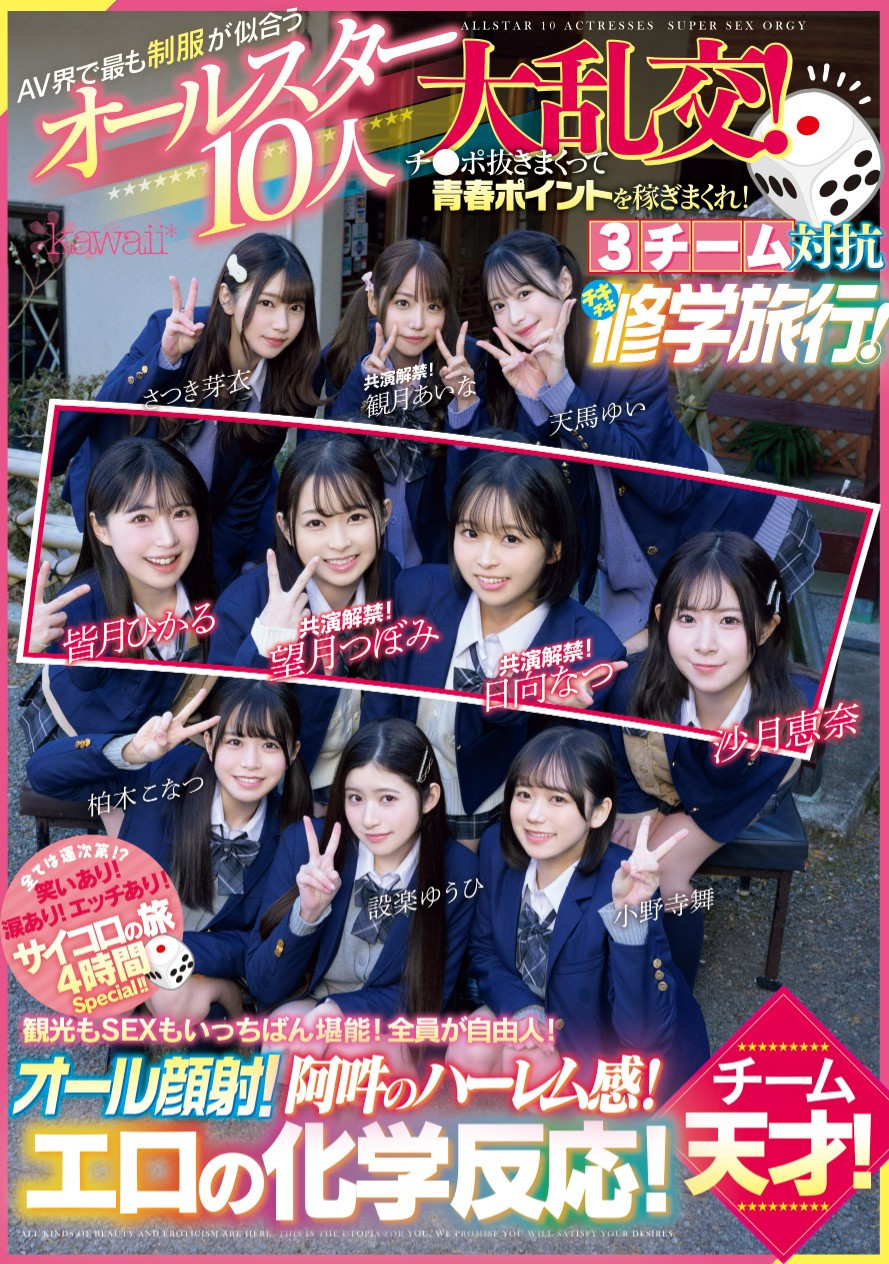 ALLSTAR 10 ACTRESSES SUPER SEX ORGY
AV界で最も制服が似合う
オールスター
10人
大乱交!
チ●ポ抜きまくって
青春ポイントを稼ぎまくれ!
3チーム対抗
チキチキ
修学旅行!
kawaii*
さつき芽衣
共演解禁!
観月あいな
天馬ゆい
皆月ひかる
共演解禁!
望月つぼみ
共演解禁!
日向なつ
沙月恵奈
柏木こなつ
設楽ゆうひ
小野寺舞
全ては運次第!?
笑いあり!
涙あり!エッチあり!
サイコロの旅
4時間
Special!!
観光もSEXもいっちばん堪能!全員が自由人!
オール顔射!阿吽のハーレム感!
エロの化学反応!
チーム
天才!
ALL KINDS OF BEAUTY AND EROTICISM ARE HERE. THIS IS THE UTOPIA FOR YOU, WE PROMISE YOU WILL SATISFY YOUR DESIRES.